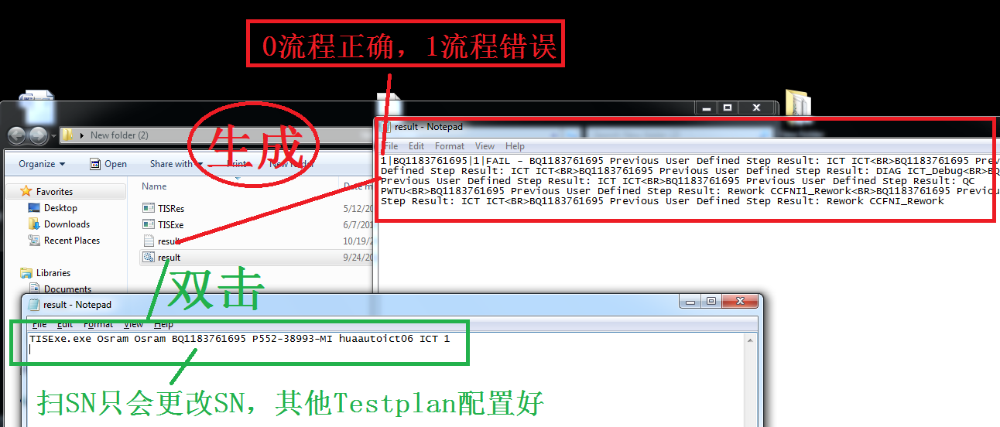 0流程正确，1流程错误
生成
New folder (2)
Organize
Open
Share with
Print
New folder
Favorites
Desktop
Downloads
Recent Places
Libraries
Documents
Name
Date m
TISRes
5/12/20
TISExe
6/7/201
result
10/19/2
result
9/24/20
result - Notepad
File Edit Format View Help
1|BQ1183761695|1|FAIL - BQ1183761695 Previous User Defined Step Result: ICT ICT<BR>BQ1183761695 Prev
Defined Step Result: ICT ICT<BR>BQ1183761695 Previous User Defined Step Result: DIAG ICT_Debug<BR>BQ
Previous User Defined Step Result: ICT ICT<BR>BQ1183761695 Previous User Defined Step Result: QC
PWTU<BR>BQ1183761695 Previous User Defined Step Result: Rework CCFNI1_Rework<BR>BQ1183761695 Previou
Step Result: ICT ICT<BR>BQ1183761695 Previous User Defined Step Result: Rework CCFNI_Rework
双击
result - Notepad
File Edit Format View Help
TISExe.exe Osram Osram BQ1183761695 P552-38993-MI huaautoict06 ICT 1
扫SN只会更改SN，其他Testplan配置好